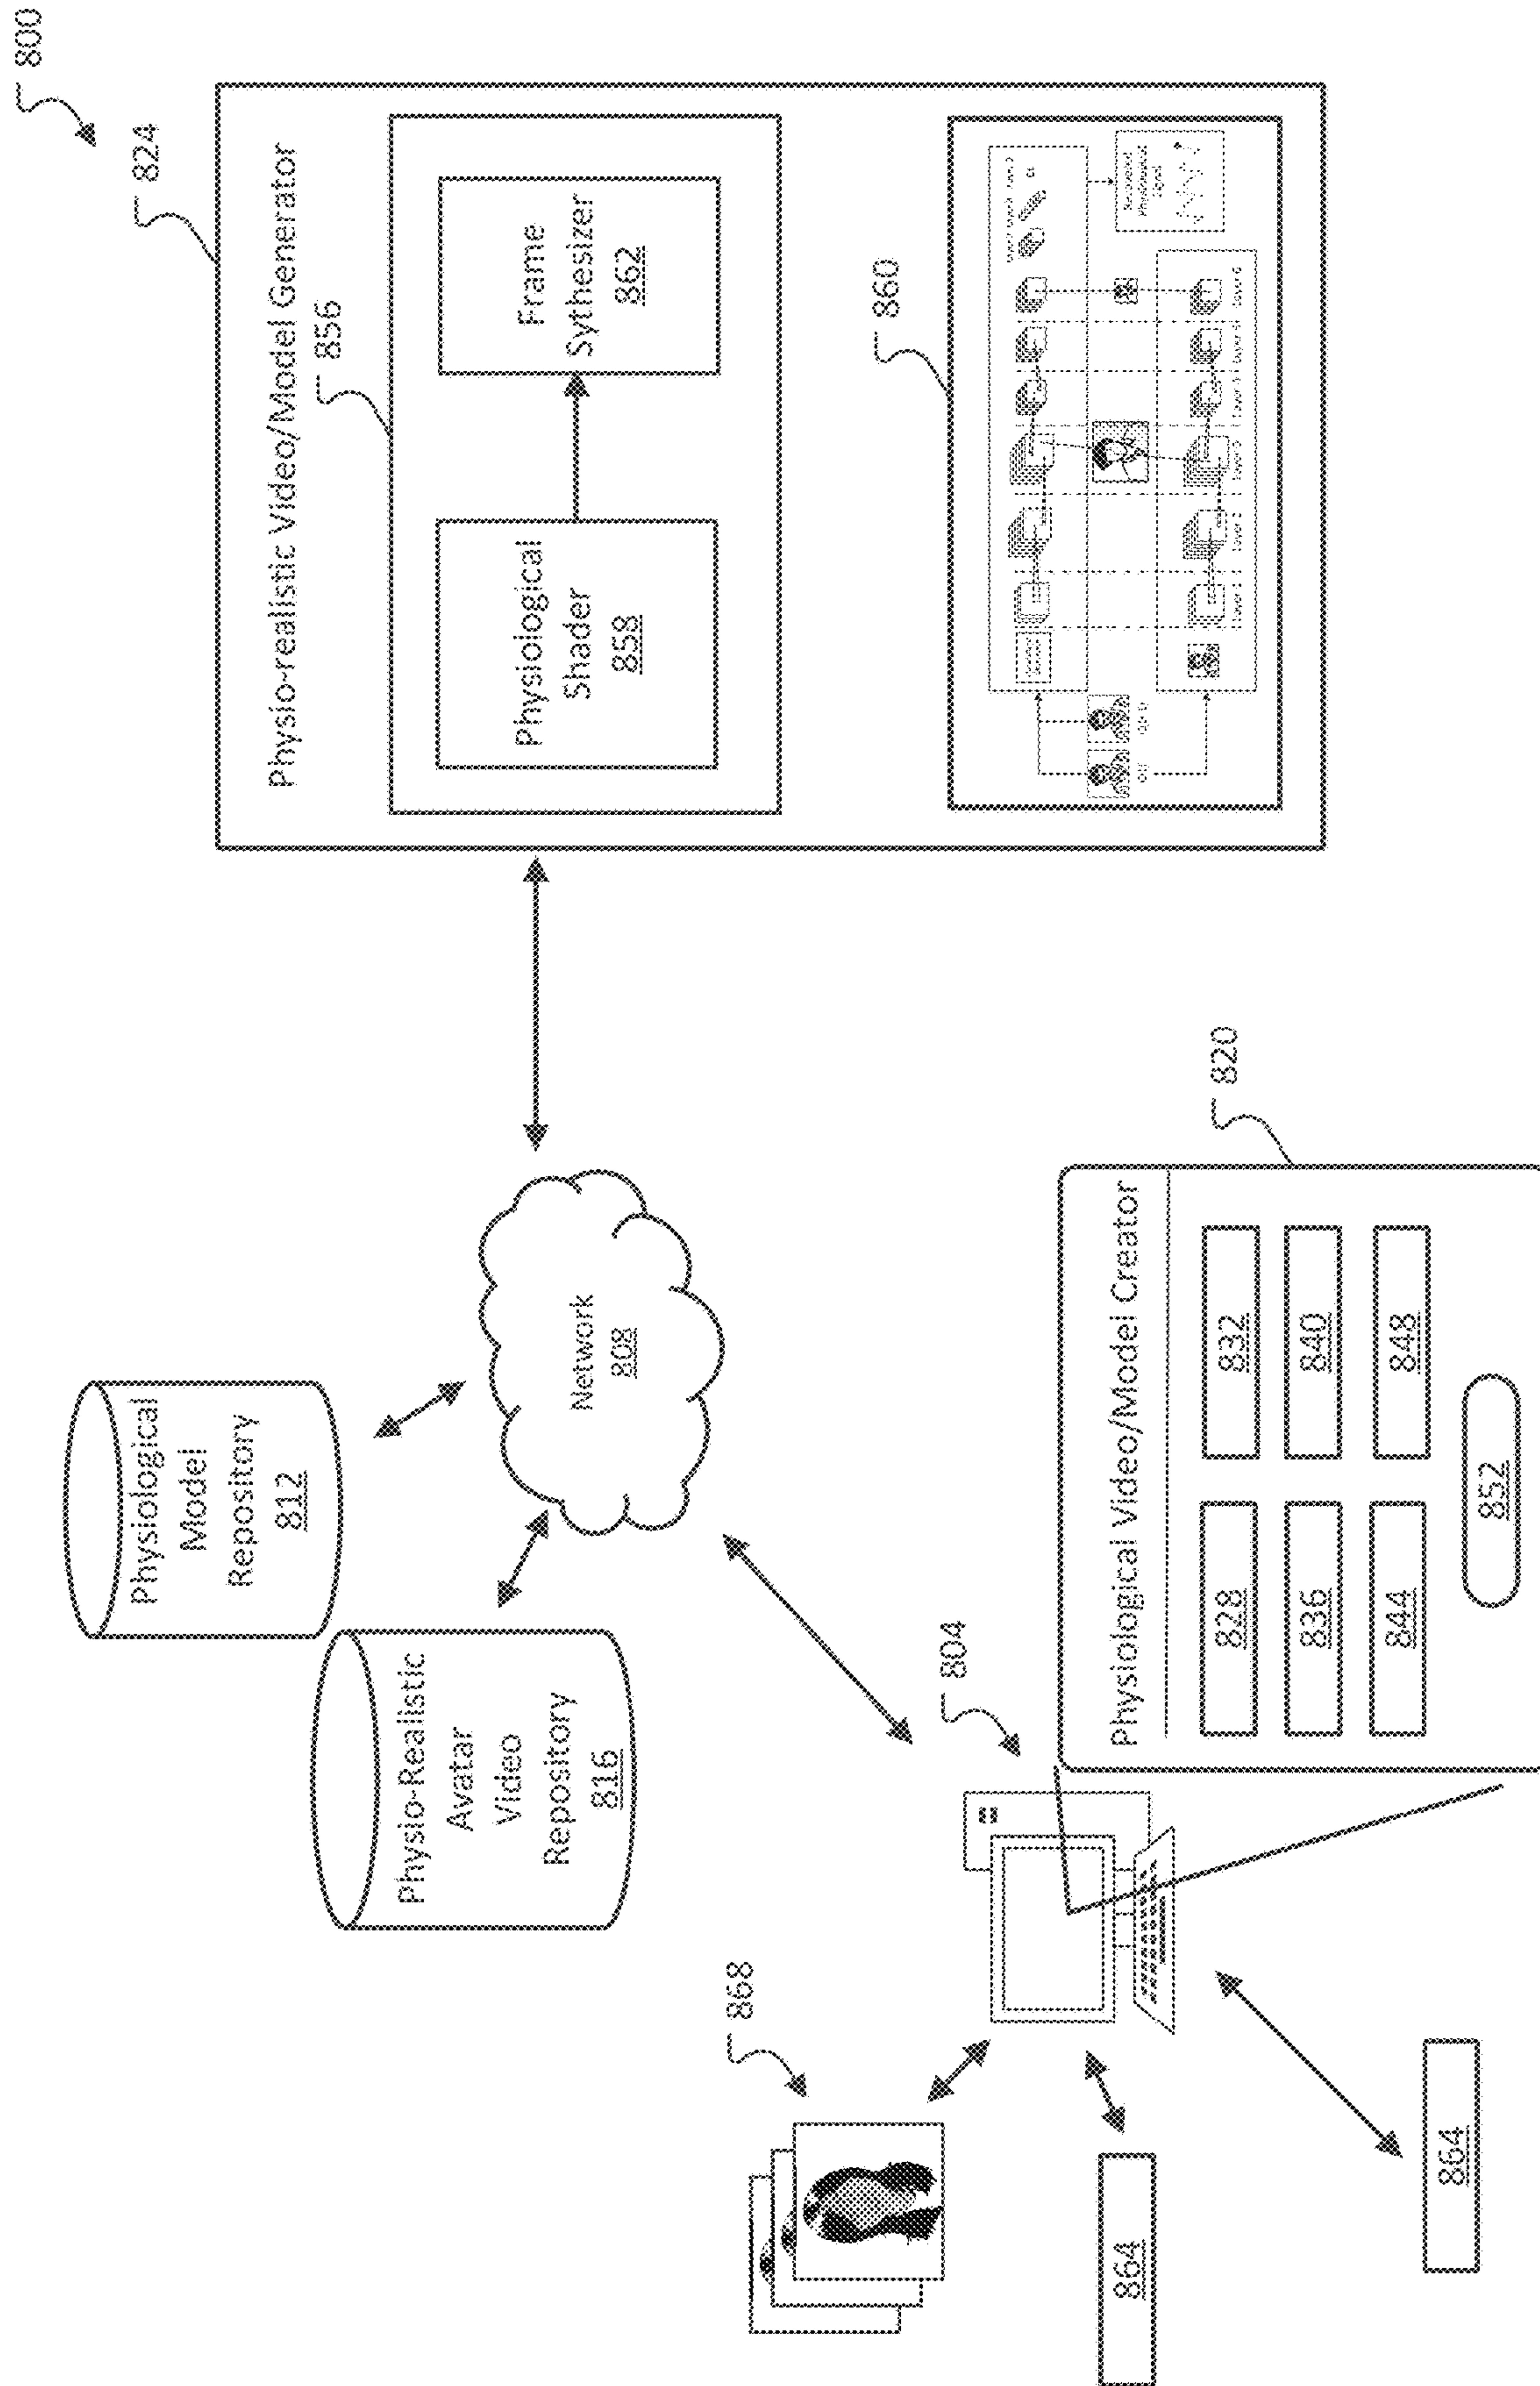 800
824
Physio-realistic Video/Model Generator
856
Physiological
Shader
858
Frame
Sythesizer
862
860
Physiological
Model
Repository
812
Physio-Realistic
Avatar
Video
Repository
816
Network
808
804
820
Physiological Video/Model Creator
828
832
836
840
844
848
852
868
864
864